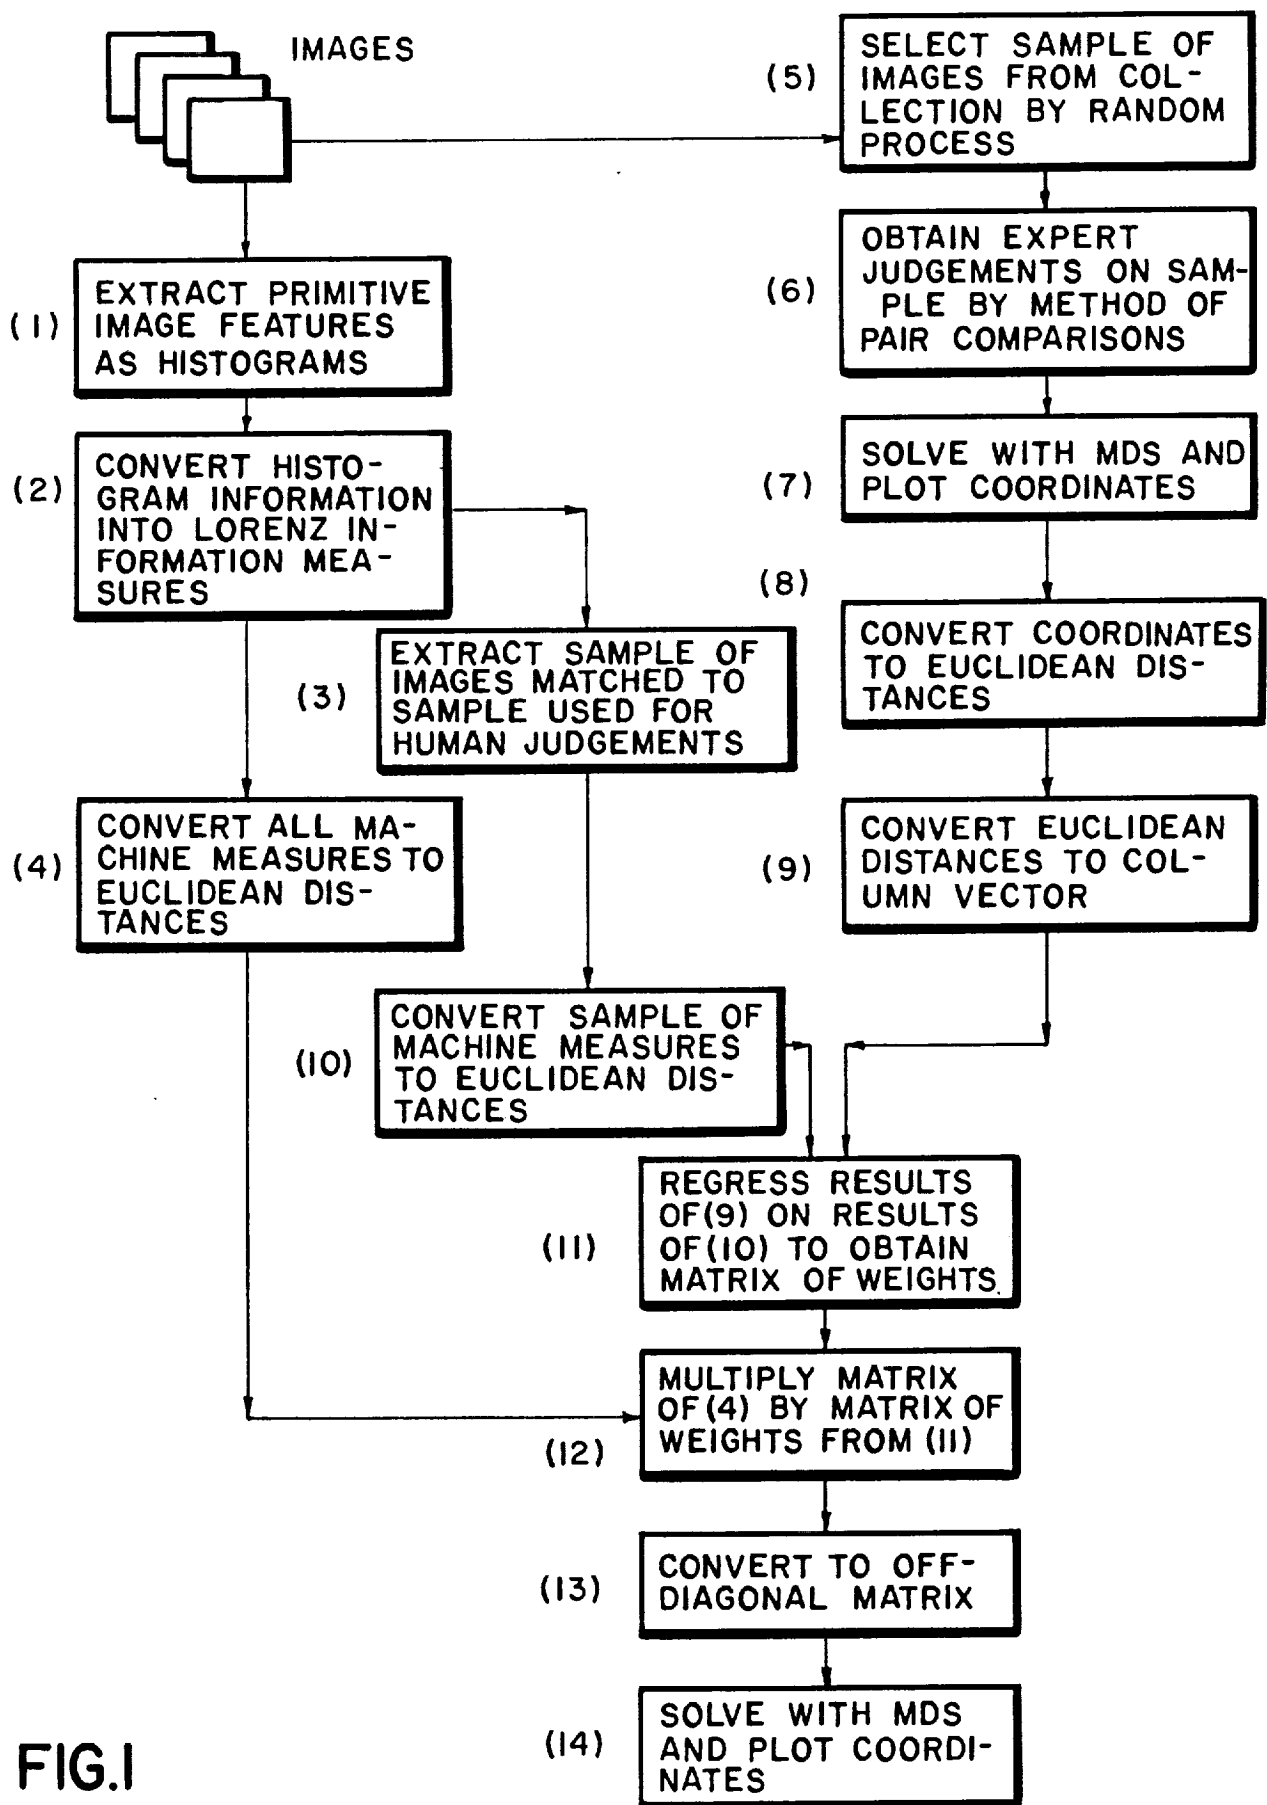 IMAGES
(5)
SELECT SAMPLE OF
IMAGES FROM COL-
LECTION BY RANDOM
PROCESS
(6)
OBTAIN EXPERT
JUDGEMENTS ON SAM-
PLE BY METHOD OF
PAIR COMPARISONS
(1)
EXTRACT PRIMITIVE
IMAGE FEATURES
AS HISTOGRAMS
(2)
CONVERT HISTO-
GRAM INFORMATION
INTO LORENZ IN-
FORMATION MEA-
SURES
(7)
SOLVE WITH MDS AND
PLOT COORDINATES
(8)
CONVERT COORDINATES
TO EUCLIDEAN DIS-
TANCES
(3)
EXTRACT SAMPLE OF
IMAGES MATCHED TO
SAMPLE USED FOR
HUMAN JUDGEMENTS
(4)
CONVERT ALL MA-
CHINE MEASURES TO
EUCLIDEAN DIS-
TANCES
(9)
CONVERT EUCLIDEAN
DISTANCES TO COL-
UMN VECTOR
(10)
CONVERT SAMPLE OF
MACHINE MEASURES
TO EUCLIDEAN DIS-
TANCES
(11)
REGRESS RESULTS
OF(9) ON RESULTS
OF(10) TO OBTAIN
MATRIX OF WEIGHTS.
(12)
MULTIPLY MATRIX
OF(4) BY MATRIX OF
WEIGHTS FROM (11)
(13)
CONVERT TO OFF-
DIAGONAL MATRIX
(14)
SOLVE WITH MDS
AND PLOT COORDI-
NATES
FIG.1